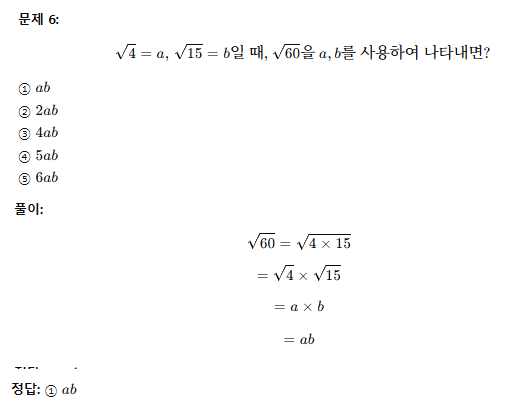 문제 6:
√4 = a, √15 = b일 때, √60을 a, b를 사용하여 나타내면?
① ab
② 2ab
③ 4ab
④ 5ab
⑤ 6ab
풀이:
√60 = √(4 × 15)
= √4 × √15
= a × b
= ab
정답: ① ab